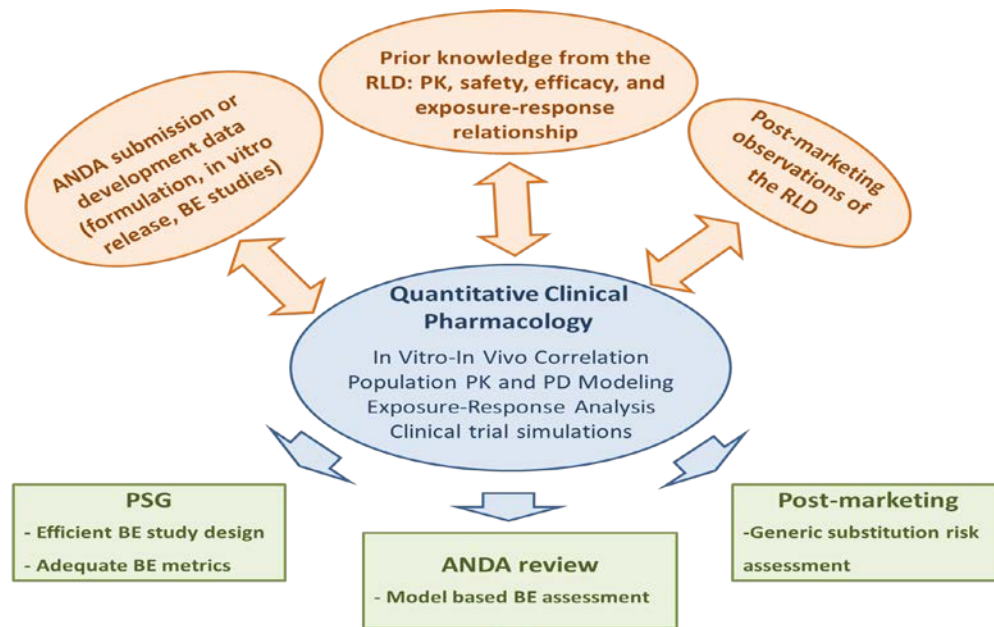 Prior knowledge from the
RLD: PK, safety, efficacy, and
exposure-response
relationship
ANDA submission or
development data
(formulation, in vitro
release, BE studies)
Post-marketing
observations of
the RLD
Quantitative Clinical
Pharmacology
In Vitro-In Vivo Correlation
Population PK and PD Modeling
Exposure-Response Analysis
Clinical trial simulations
PSG
- Efficient BE study design
- Adequate BE metrics
ANDA review
- Model based BE assessment
Post-marketing
-Generic substitution risk
assessment